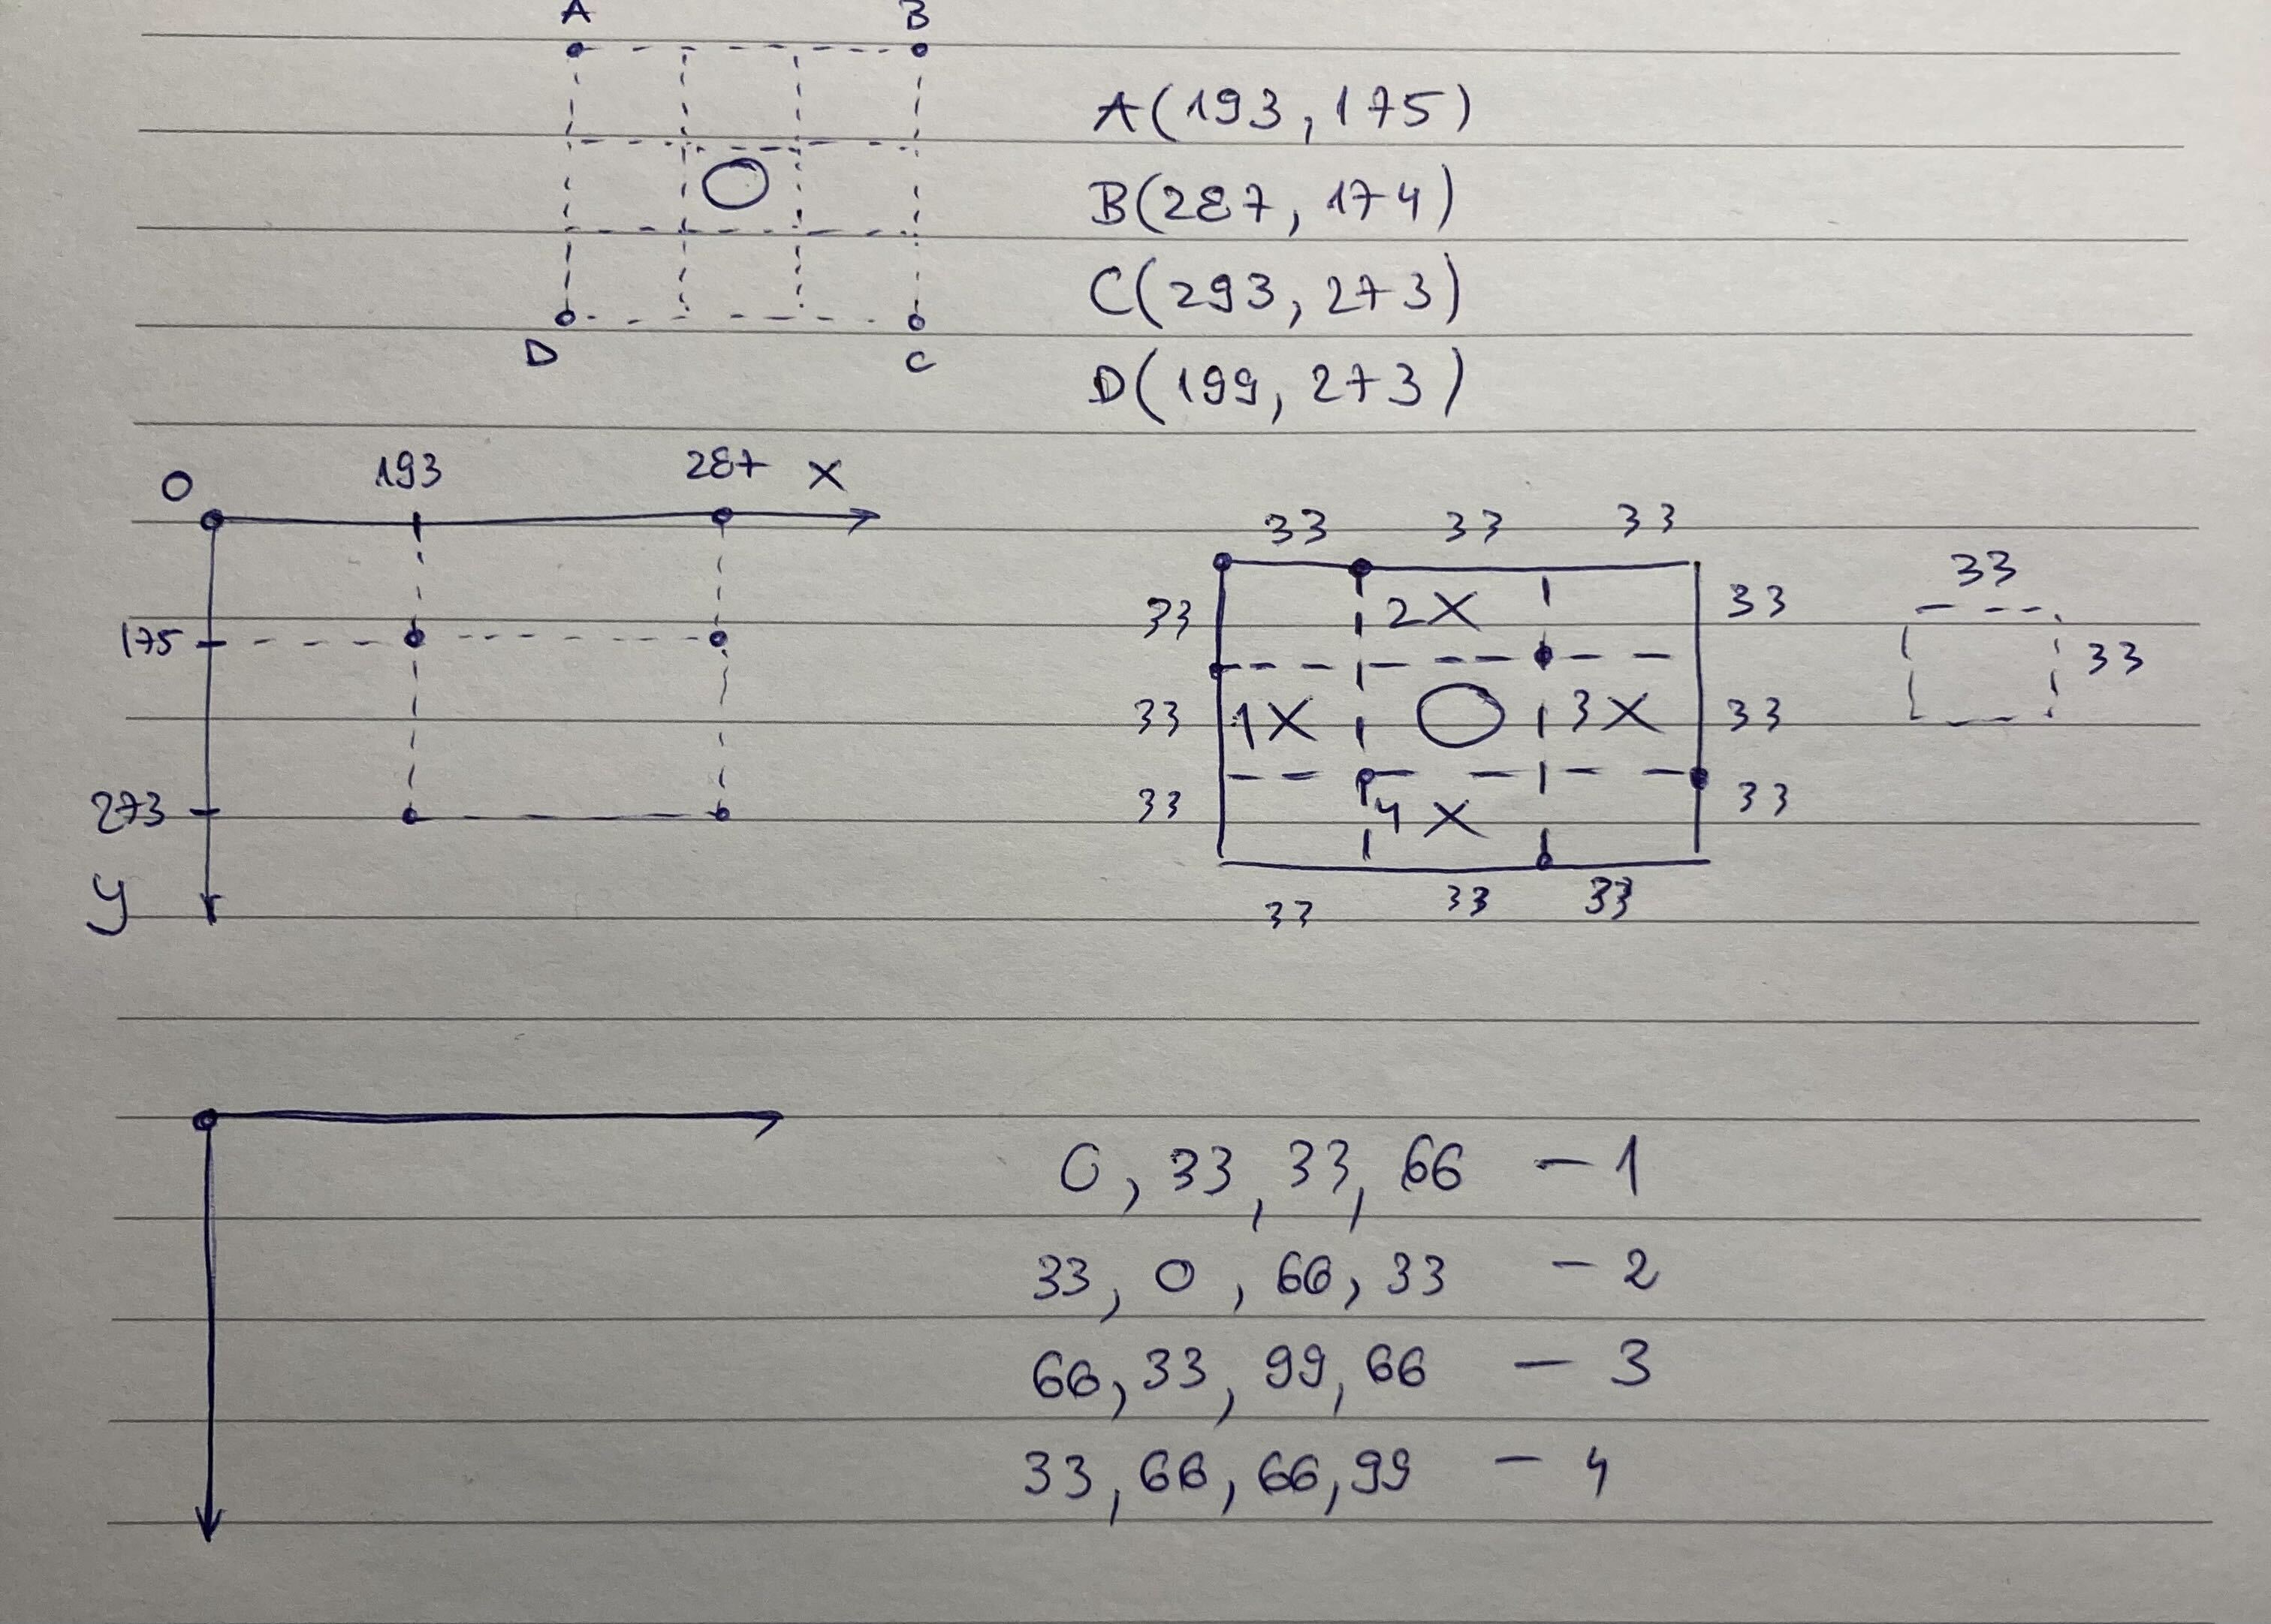 A B
A(193, 175)
B(287, 174)
C(293, 273)
D C
D(199, 273)
O 193 287 X
33 33 33
33
33 2X 33
175
33
33 1X 3X 33
273
33 4X 33
y
33 33 33
0, 33, 33, 66 – 1
33, 0, 66, 33 – 2
66, 33, 99, 66 – 3
33, 66, 66, 99 – 4